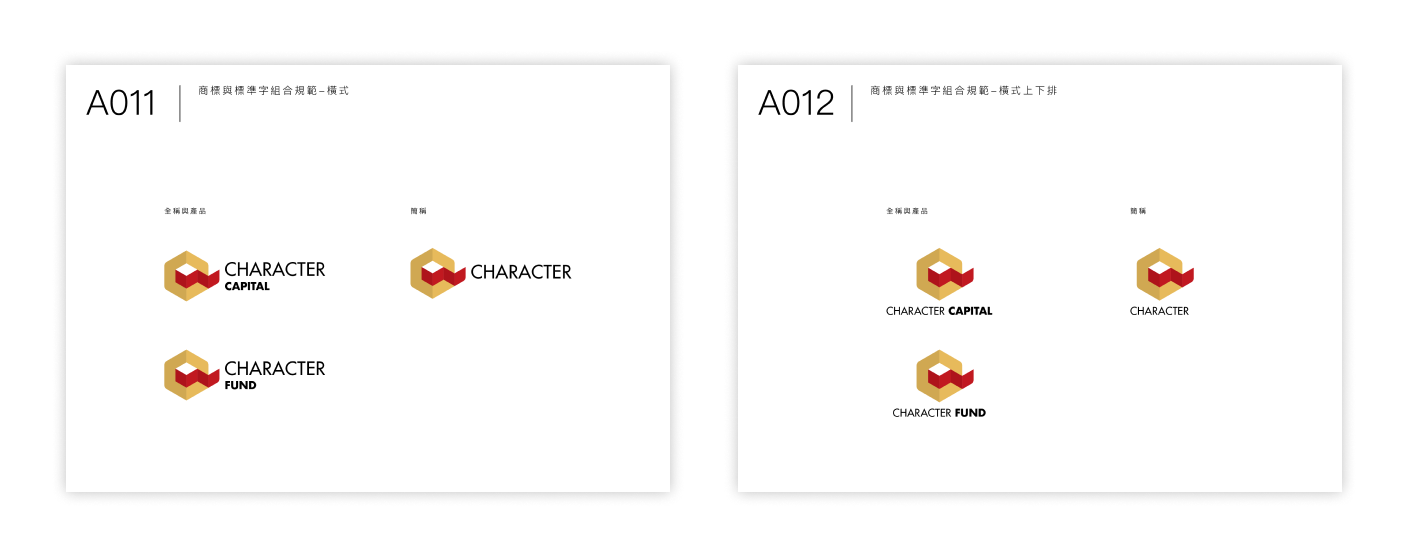 A011
商標與標準字組合規範–橫式
全稱與產品
簡稱
CHARACTER
CAPITAL
CHARACTER
CHARACTER
FUND
A012
商標與標準字組合規範–橫式上下排
全稱與產品
簡稱
CHARACTER CAPITAL
CHARACTER
CHARACTER FUND